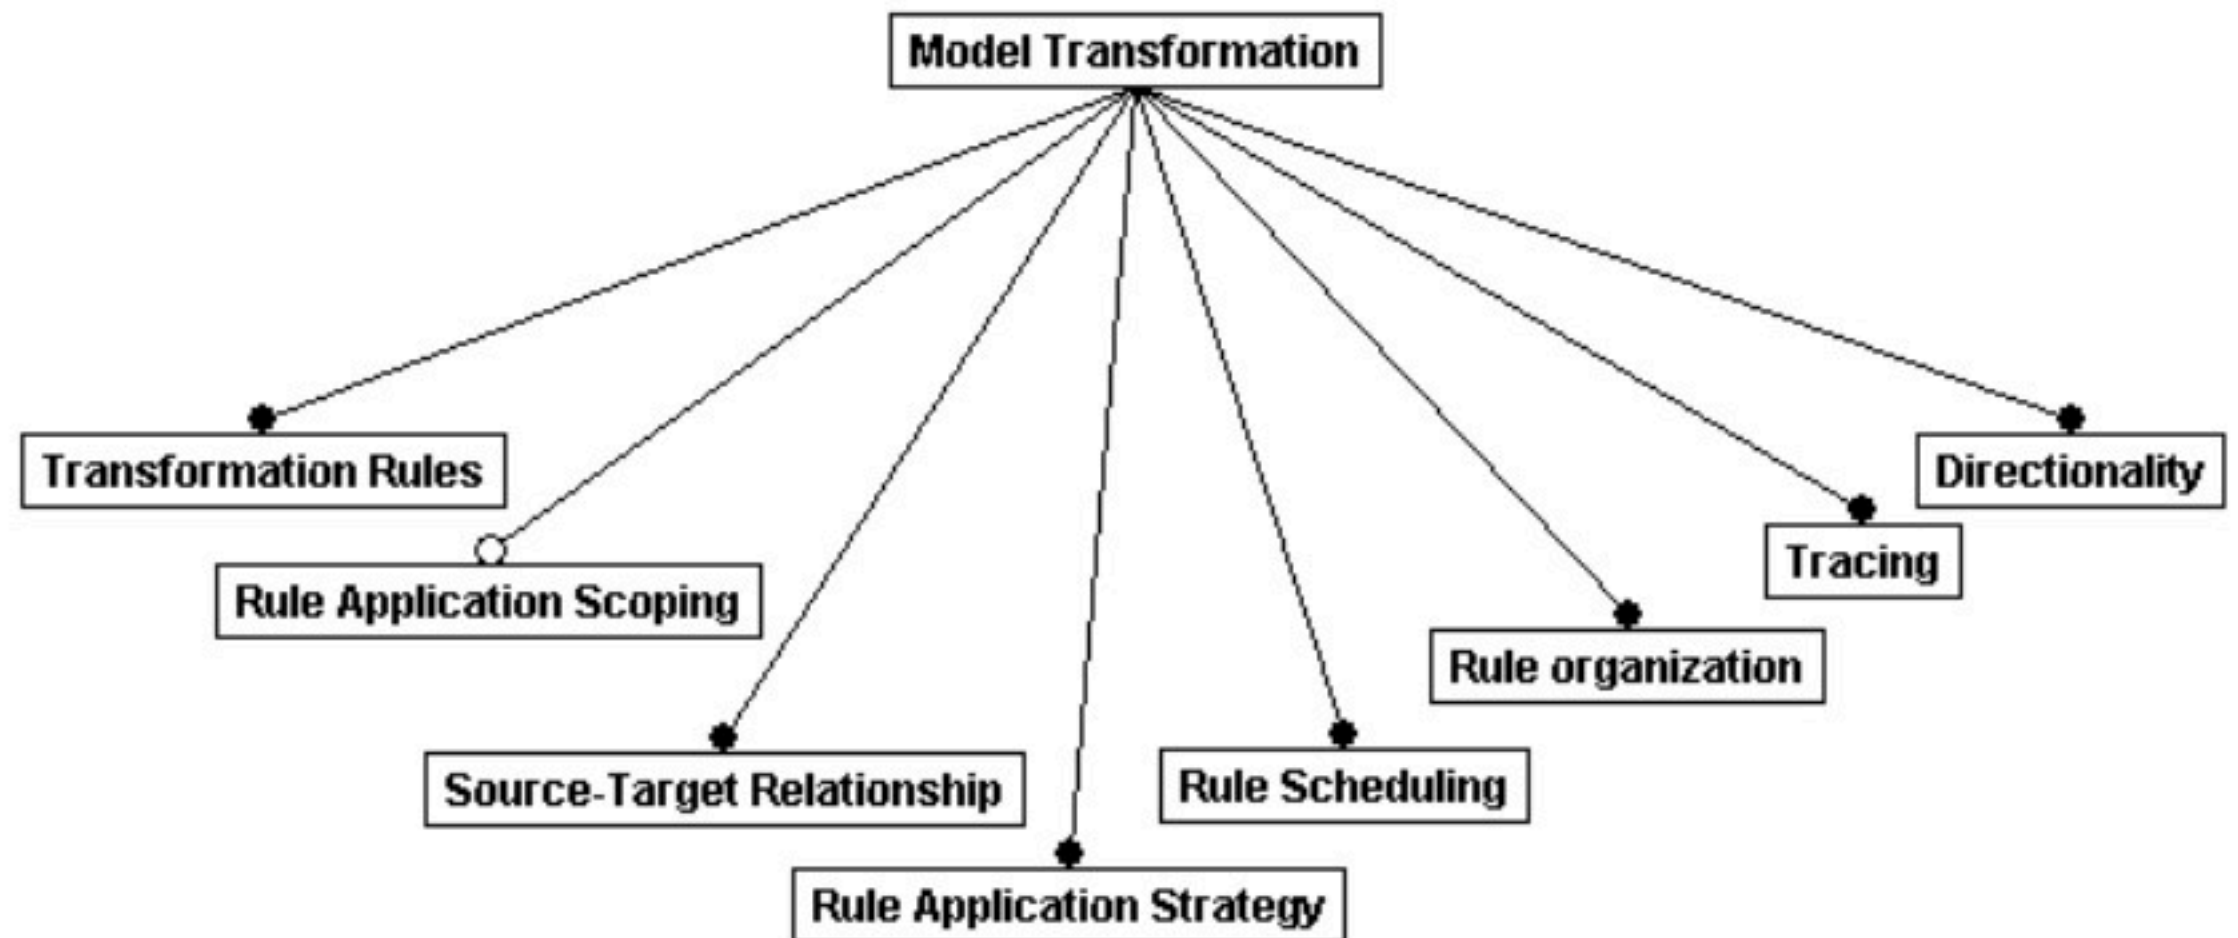 Model Transformation
Transformation Rules
Directionality
Tracing
Rule Application Scoping
Rule organization
Source-Target Relationship
Rule Scheduling
Rule Application Strategy